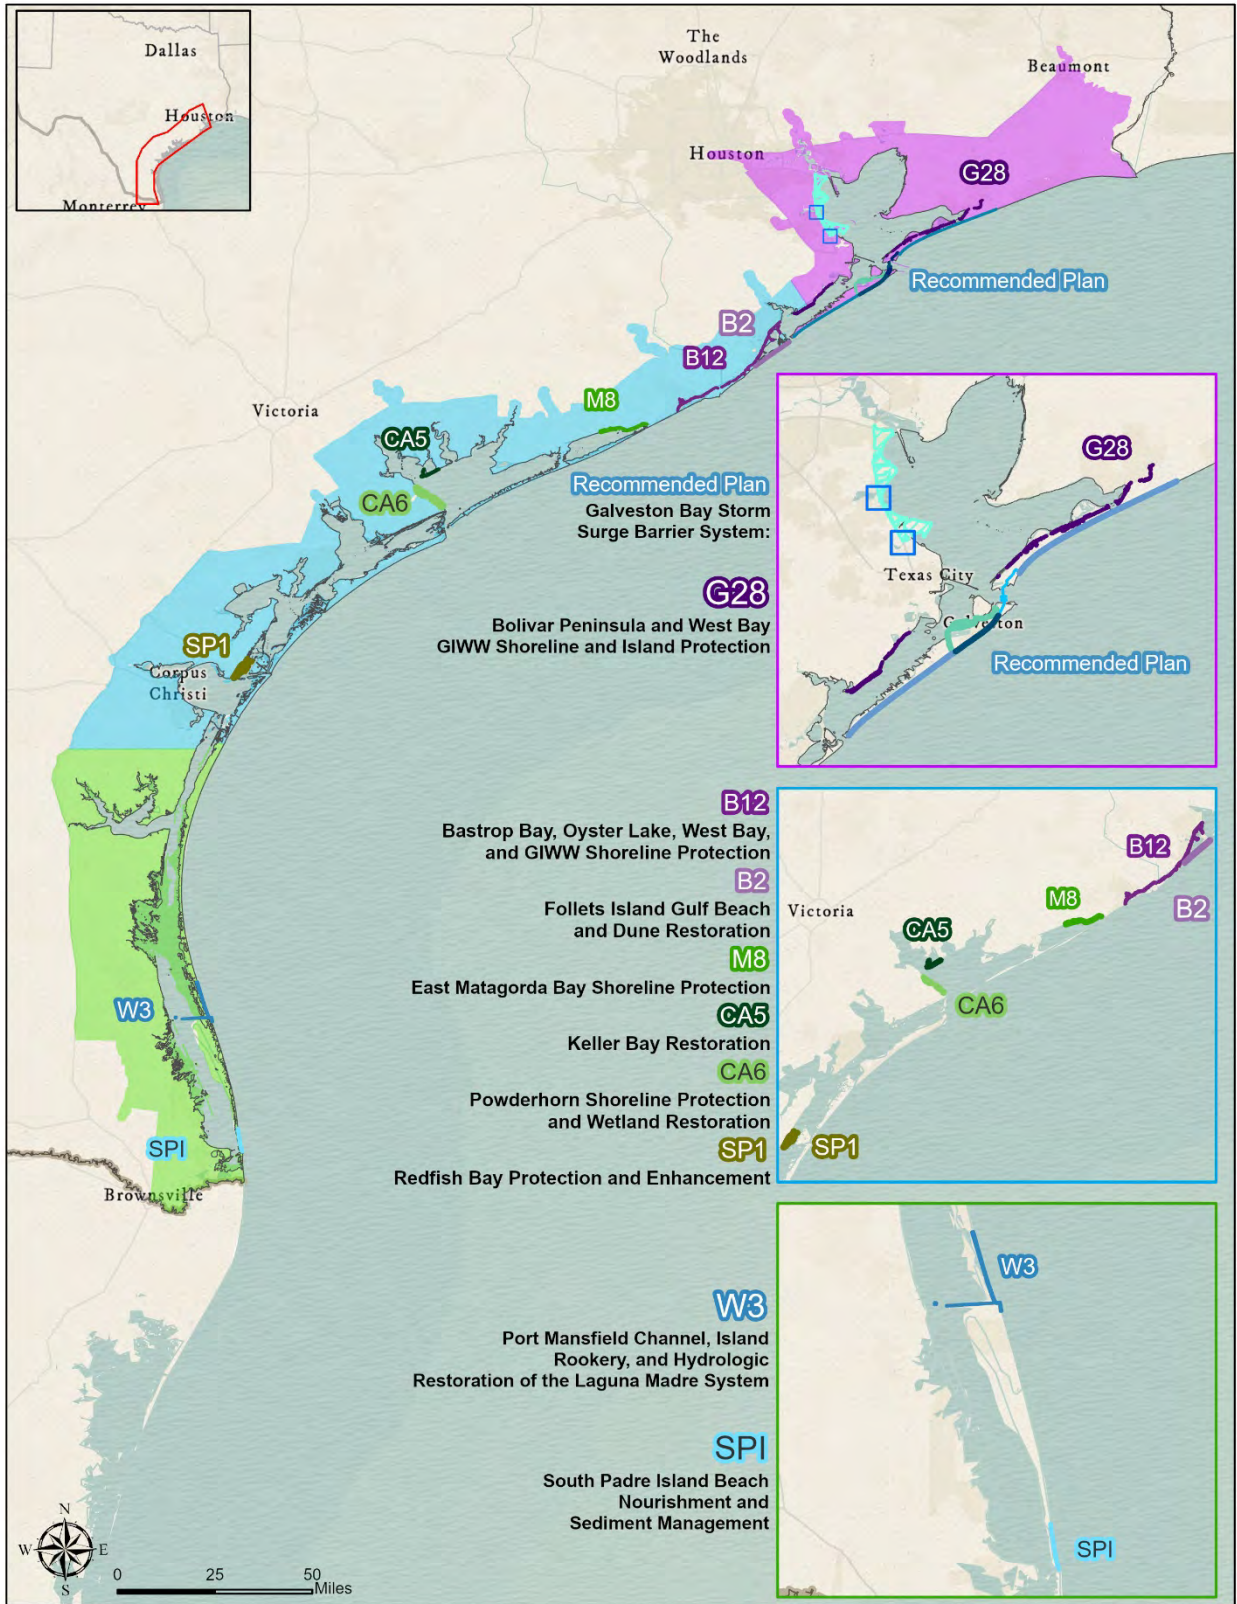 Dallas
Houston
Monterrey
The
Woodlands
Beaumont
Houston
G28
Recommended Plan
B2
B12
M8
Victoria
CA5
CA6
SP1
Corpus
Christi
W3
SPI
Brownsville
Recommended Plan
Galveston Bay Storm
Surge Barrier System:
G28
Bolivar Peninsula and West Bay
GIWW Shoreline and Island Protection
B12
Bastrop Bay, Oyster Lake, West Bay,
and GIWW Shoreline Protection
B2
Follets Island Gulf Beach
and Dune Restoration
M8
East Matagorda Bay Shoreline Protection
CA5
Keller Bay Restoration
CA6
Powderhorn Shoreline Protection
and Wetland Restoration
SP1
Redfish Bay Protection and Enhancement
W3
Port Mansfield Channel, Island
Rookery, and Hydrologic
Restoration of the Laguna Madre System
SPI
South Padre Island Beach
Nourishment and
Sediment Management
G28
Texas City
Galveston
Recommended Plan
B12
M8
B2
Victoria
CA5
CA6
SP1
W3
SPI
N
W E
S
0 25 50
Miles